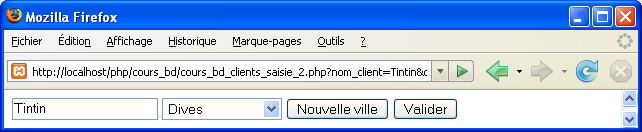 Mozilla Firefox
Fichier Édition Affichage Historique Marque-pages Outils ?
http://localhost/php/cours_bd/cours_bd_clients_saisie_2.php?nom_client=Tintin&c
Tintin Dives Nouvelle ville Valider